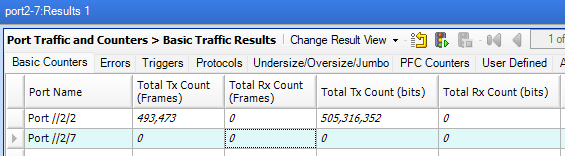 port2-7:Results 1
Port Traffic and Counters > Basic Traffic Results Change Result View 1 of
Basic Counters Errors Triggers Protocols Undersize/Oversize/Jumbo PFC Counters User Defined
Port Name Total Tx Count (Frames) Total Rx Count (Frames) Total Tx Count (bits) Total Rx Count (bits)
Port //2/2 493,473 0 505,316,352 0
Port //2/7 0 0 0 0